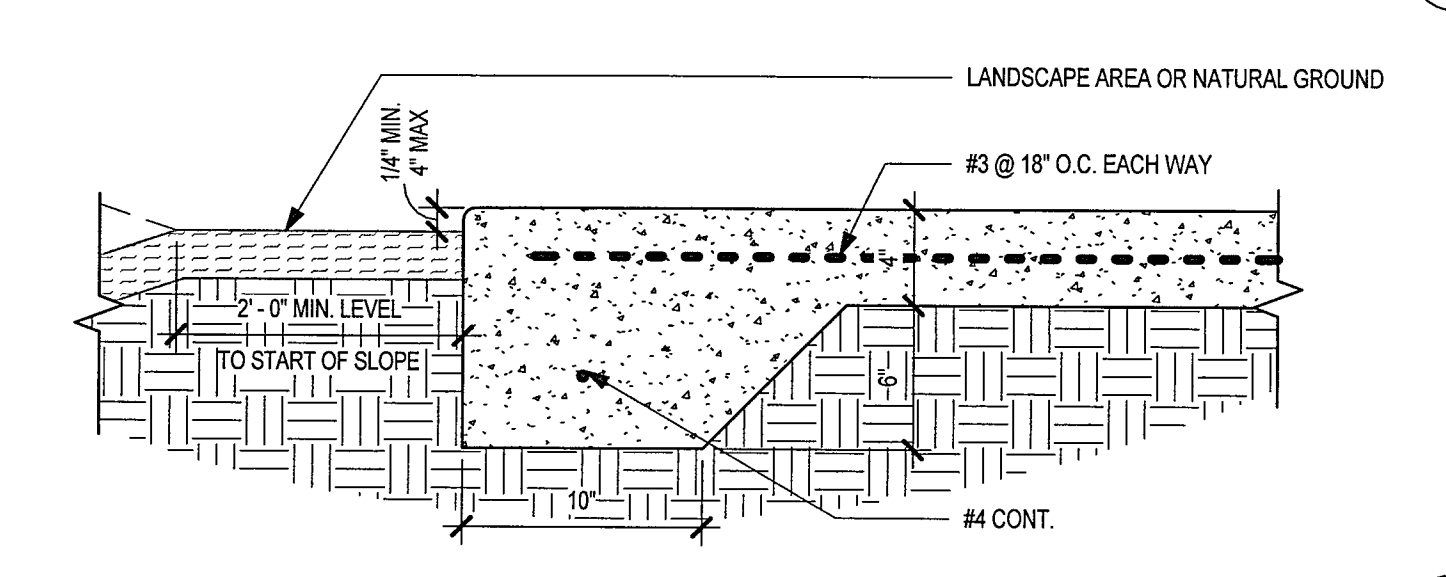 LANDSCAPE AREA OR NATURAL GROUND
1/4" MIN.
4" MAX
#3 @ 18" O.C. EACH WAY
4"
2' - 0" MIN. LEVEL
TO START OF SLOPE
6"
10"
#4 CONT.